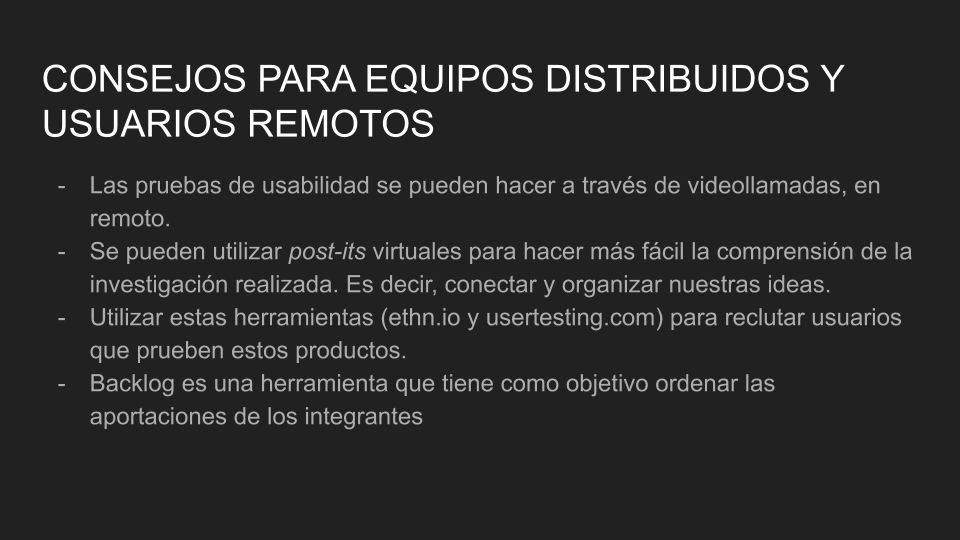 CONSEJOS PARA EQUIPOS DISTRIBUIDOS Y
USUARIOS REMOTOS
- Las pruebas de usabilidad se pueden hacer a través de videollamadas, en
remoto.
- Se pueden utilizar post-its virtuales para hacer más fácil la comprensión de la
investigación realizada. Es decir, conectar y organizar nuestras ideas.
- Utilizar estas herramientas (ethn.io y usertesting.com) para reclutar usuarios
que prueben estos productos.
- Backlog es una herramienta que tiene como objetivo ordenar las
aportaciones de los integrantes